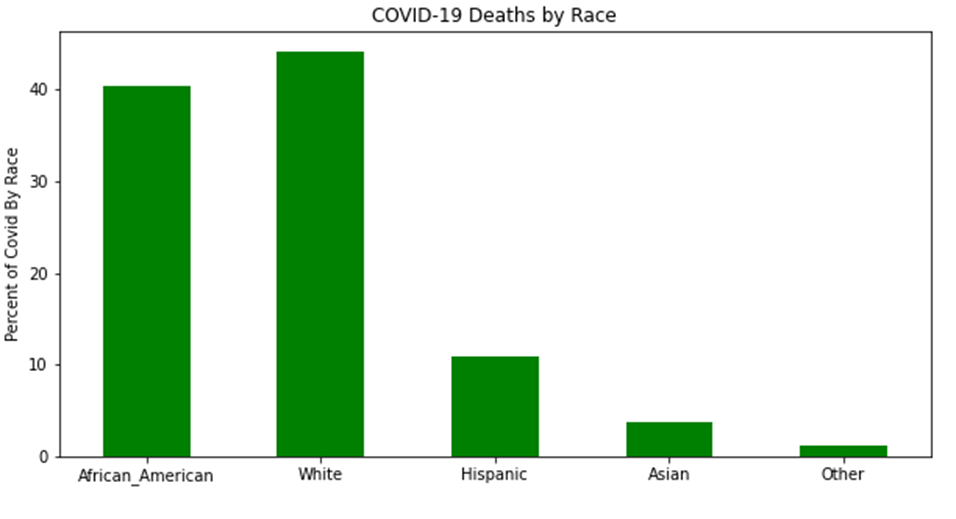 COVID-19 Deaths by Race
Percent of Covid By Race
40
30
20
10
0
African_American White Hispanic Asian Other